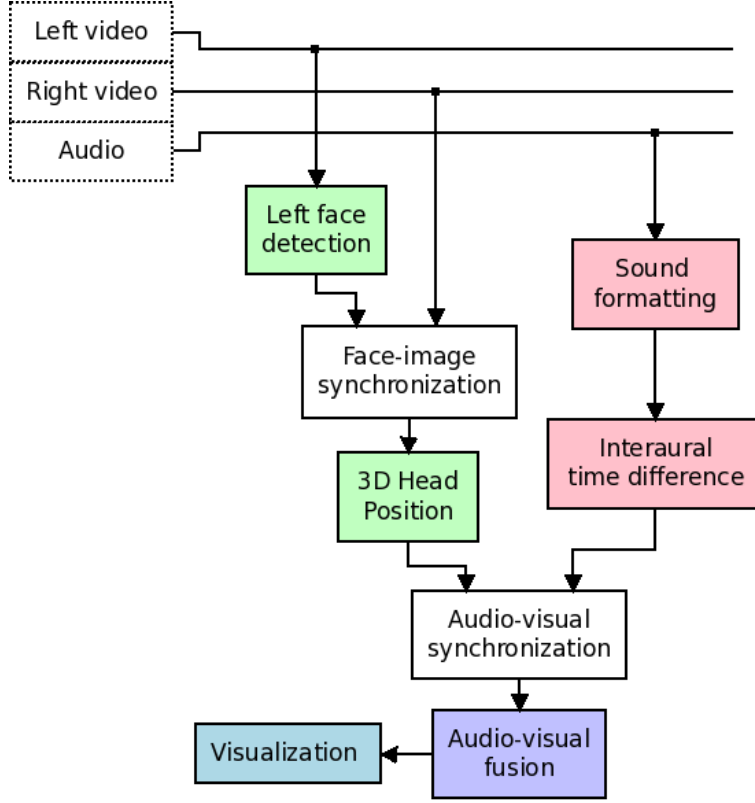 Left video
Right video
Audio
Left face
detection
Sound
formatting
Face-image
synchronization
Interaural
time difference
3D Head
Position
Audio-visual
synchronization
Audio-visual
fusion
Visualization